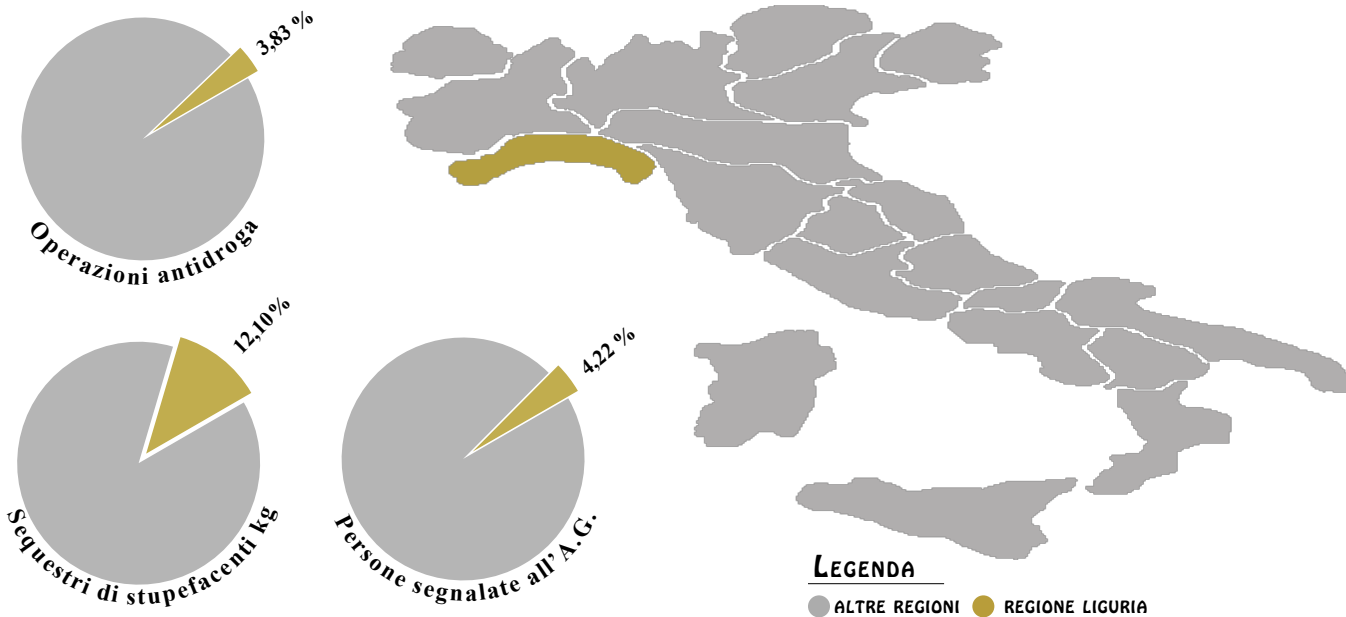 3,83 %
Operazioni antidroga
12,10%
Sequestri di stupefacenti kg
4,22 %
Persone segnalate all'A.G.
LEGENDA
ALTRE REGIONI REGIONE LIGURIA